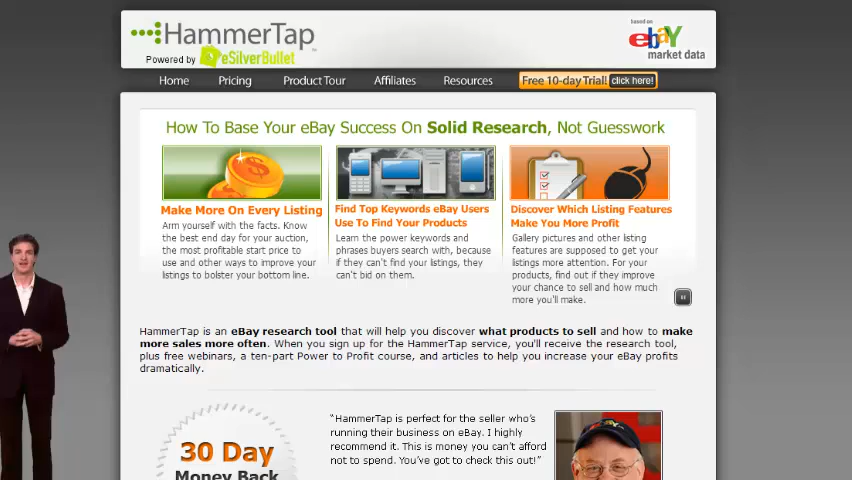 HammerTap
Powered by eSilverBullet
based on
ebay
market data
Home Pricing Product Tour Affiliates Resources Free 10-day Trial! click here!
How To Base Your eBay Success On Solid Research, Not Guesswork
Make More On Every Listing
Arm yourself with the facts. Know
the best end day for your auction,
the most profitable start price to
use and other ways to improve your
listings to bolster your bottom line.
Find Top Keywords eBay Users
Use To Find Your Products
Learn the power keywords and
phrases buyers search with, because
if they can't find your listings, they
can't bid on them.
Discover Which Listing Features
Make You More Profit
Gallery pictures and other listing
features are supposed to get your
listings more attention. For your
products, find out if they improve
your chance to sell and how much
more you'll make.
HammerTap is an eBay research tool that will help you discover what products to sell and how to make
more sales more often. When you sign up for the HammerTap service, you'll receive the research tool,
plus free webinars, a ten-part Power to Profit course, and articles to help you increase your eBay profits
dramatically.
30 Day
Money Back
"HammerTap is perfect for the seller who's
running their business on eBay. I highly
recommend it. This is money you can't afford
not to spend. You've got to check this out!"